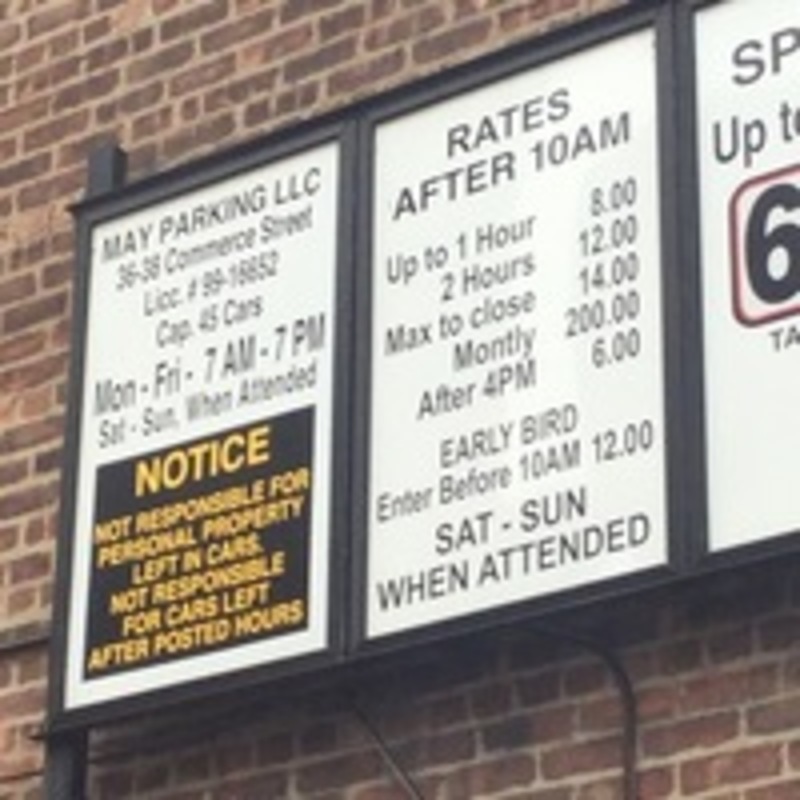 MAY PARKING LLC
36-38 Commerce Street
Licc. # 99-16652
Cap. 45 Cars
Mon - Fri - 7 AM - 7 PM
Sat - Sun, When Attended
NOTICE
NOT RESPONSIBLE FOR
PERSONAL PROPERTY
LEFT IN CARS.
NOT RESPONSIBLE
FOR CARS LEFT
AFTER POSTED HOURS
RATES
AFTER 10AM
Up to 1 Hour 8.00
2 Hours 12.00
Max to close 14.00
Montly 200.00
After 4PM 6.00
EARLY BIRD
Enter Before 10AM 12.00
SAT - SUN
WHEN ATTENDED
SP
Up to
6
TA